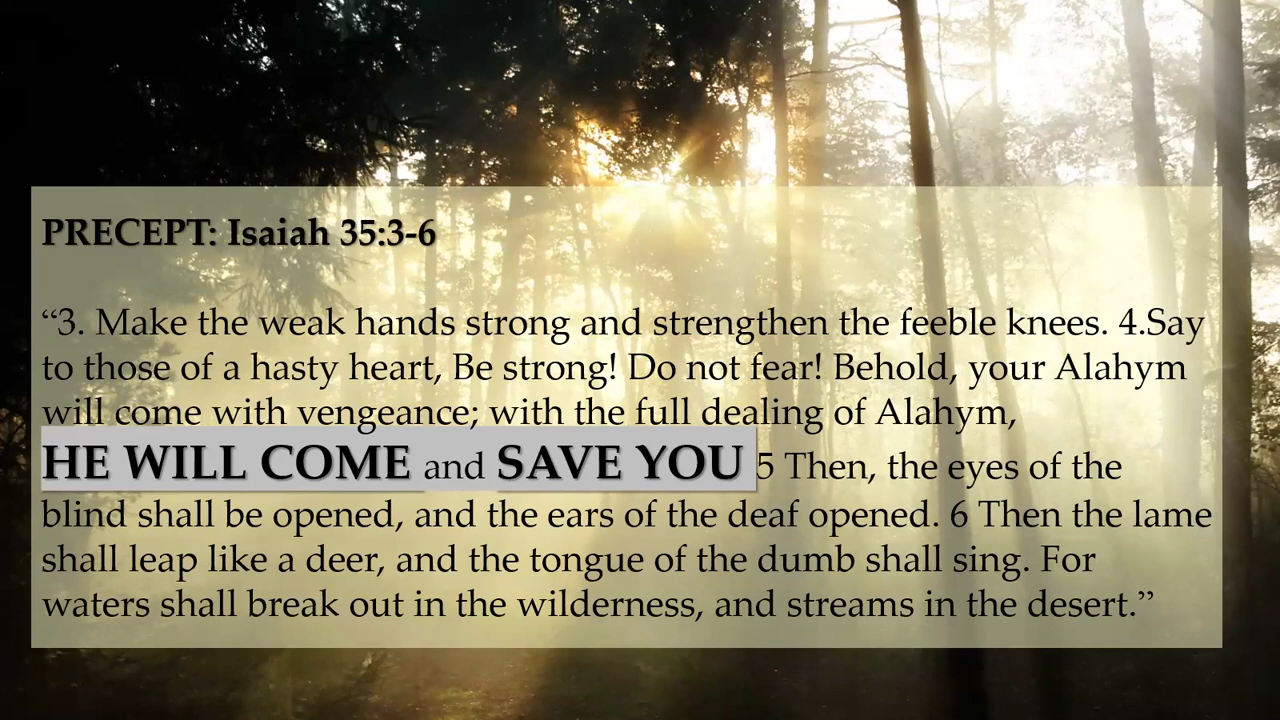 PRECEPT: Isaiah 35:3-6
“3. Make the weak hands strong and strengthen the feeble knees. 4.Say
to those of a hasty heart, Be strong! Do not fear! Behold, your Alahym
will come with vengeance; with the full dealing of Alahym,
HE WILL COME and SAVE YOU 5 Then, the eyes of the
blind shall be opened, and the ears of the deaf opened. 6 Then the lame
shall leap like a deer, and the tongue of the dumb shall sing. For
waters shall break out in the wilderness, and streams in the desert.”